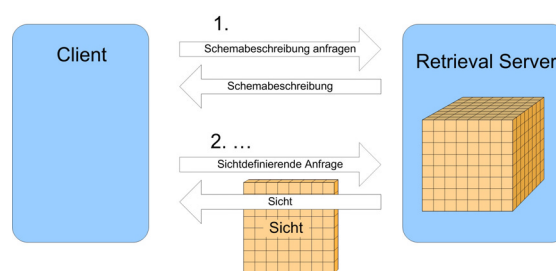 1.
Client
Schemabeschreibung anfragen
Retrieval Server
Schemabeschreibung
2. ...
Sichtdefinierende Anfrage
Sicht
Sicht